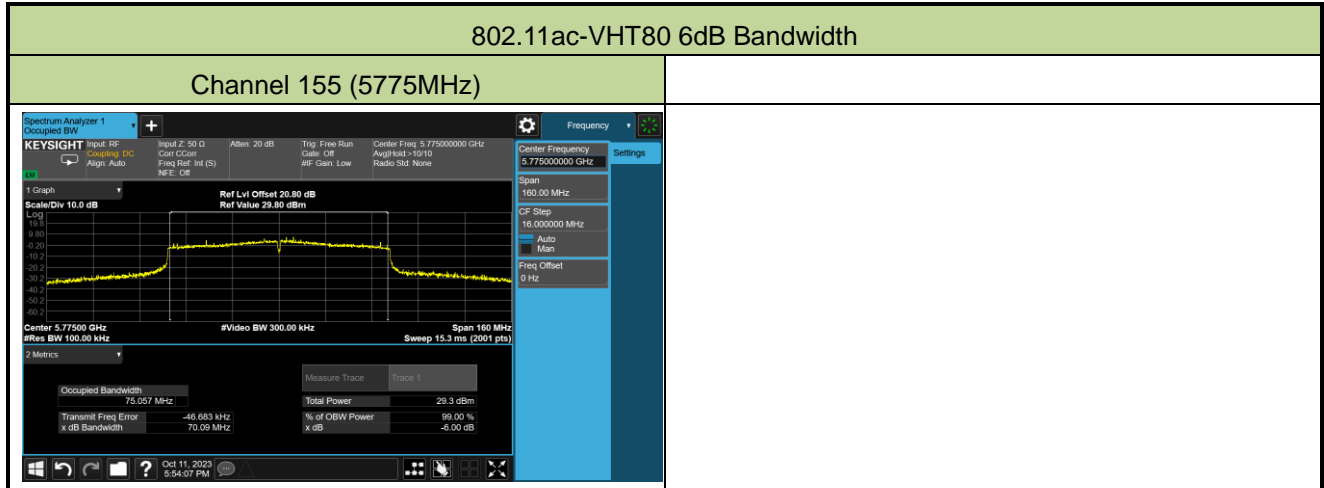 802.11ac-VHT80 6dB Bandwidth
Channel 155 (5775MHz)
Spectrum Analyzer 1
Occupied BW
+
Frequency
KEYSIGHT
Input: RF
Coupling: DC
Align: Auto
Input Z: 50 Ω
Corr CCorr
Freq Ref: Int (S)
NFE: Off
Atten: 20 dB
Trig: Free Run
Gate: Off
#IF Gain: Low
Center Freq: 5.775000000 GHz
Avg|Hold:>10/10
Radio Std: None
Center Frequency
5.775000000 GHz
Settings
Span
160.00 MHz
CF Step
16.000000 MHz
Auto
Man
Freq Offset
0 Hz
1 Graph
Scale/Div 10.0 dB
Ref Lvl Offset 20.80 dB
Ref Value 29.80 dBm
Log
19.8
9.80
-0.20
-10.2
-20.2
-30.2
-40.2
-50.2
-60.2
Center 5.77500 GHz
#Video BW 300.00 kHz
Span 160 MHz
#Res BW 100.00 kHz
Sweep 15.3 ms (2001 pts)
2 Metrics
Measure Trace Trace 1
Occupied Bandwidth
75.057 MHz
Total Power 29.3 dBm
Transmit Freq Error -46.683 kHz
% of OBW Power 99.00 %
x dB Bandwidth 70.09 MHz
x dB -6.00 dB
?
Oct 11, 2023
5:54:07 PM